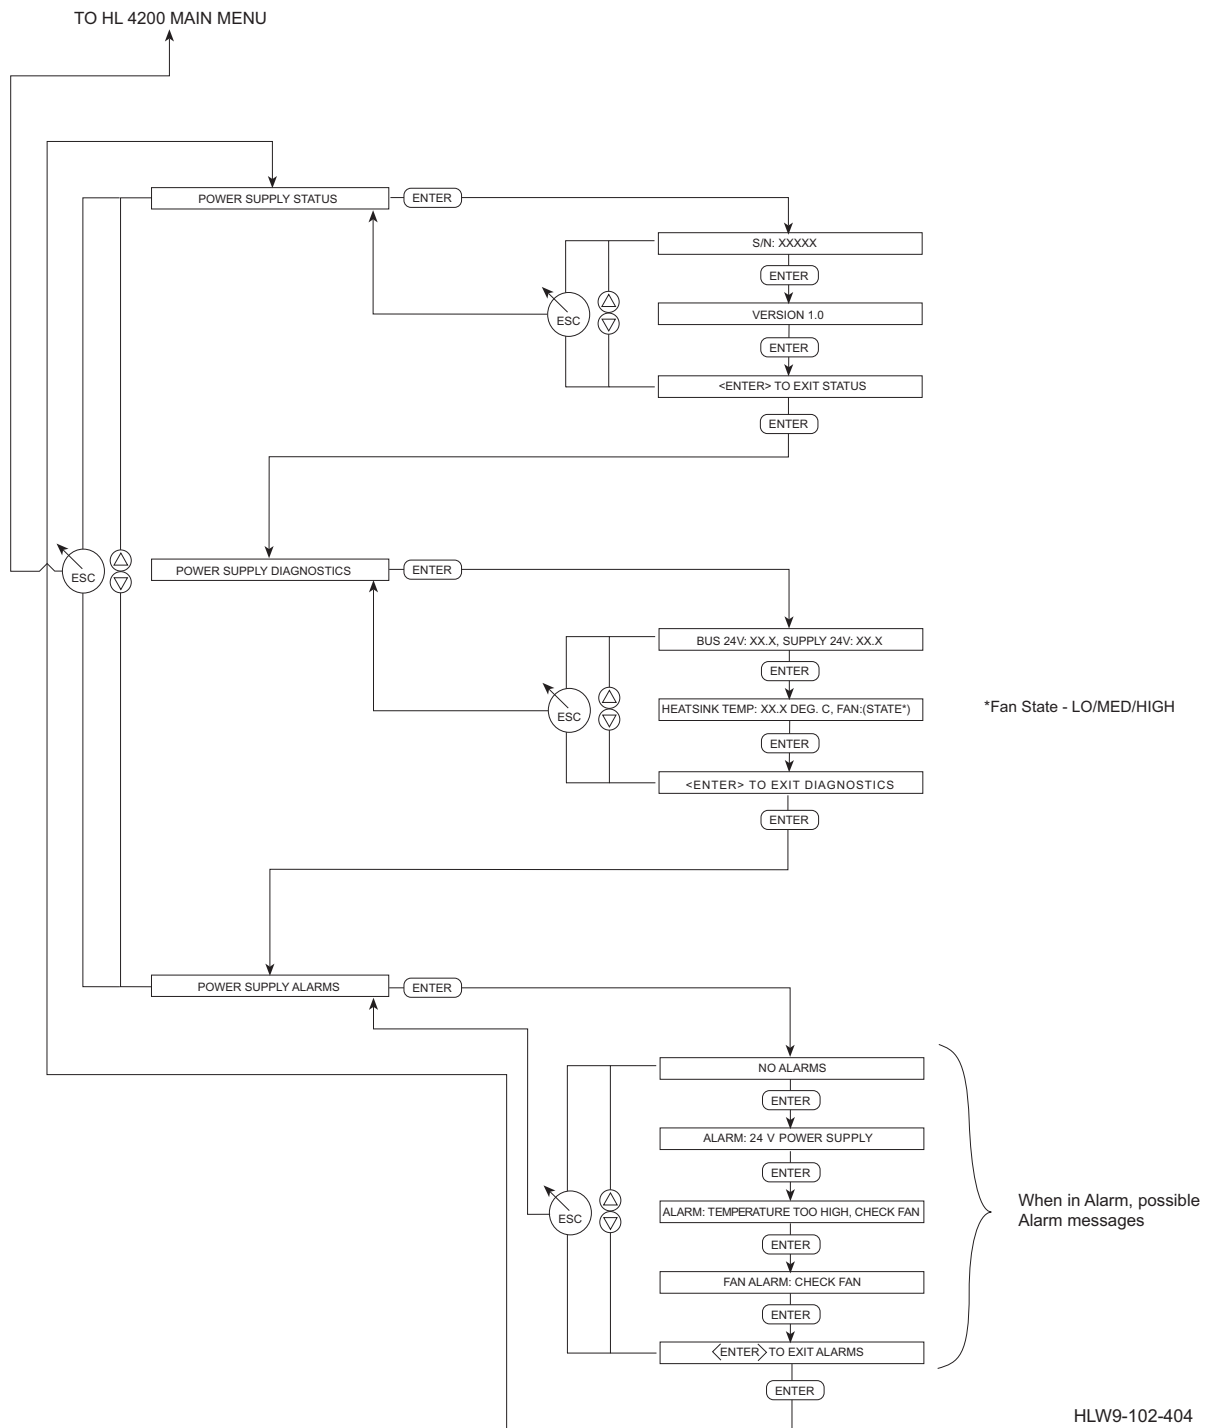 TO HL 4200 MAIN MENU
POWER SUPPLY STATUS
ENTER
S/N: XXXXX
ENTER
ESC
VERSION 1.0
ENTER
<ENTER> TO EXIT STATUS
ENTER
ESC
POWER SUPPLY DIAGNOSTICS
ENTER
BUS 24V: XX.X, SUPPLY 24V: XX.X
ENTER
ESC
HEATSINK TEMP: XX.X DEG. C, FAN:(STATE*)
*Fan State - LO/MED/HIGH
ENTER
<ENTER> TO EXIT DIAGNOSTICS
ENTER
POWER SUPPLY ALARMS
ENTER
NO ALARMS
ENTER
ALARM: 24 V POWER SUPPLY
ENTER
ESC
ALARM: TEMPERATURE TOO HIGH, CHECK FAN
When in Alarm, possible
Alarm messages
ENTER
FAN ALARM: CHECK FAN
ENTER
<ENTER> TO EXIT ALARMS
ENTER
HLW9-102-404